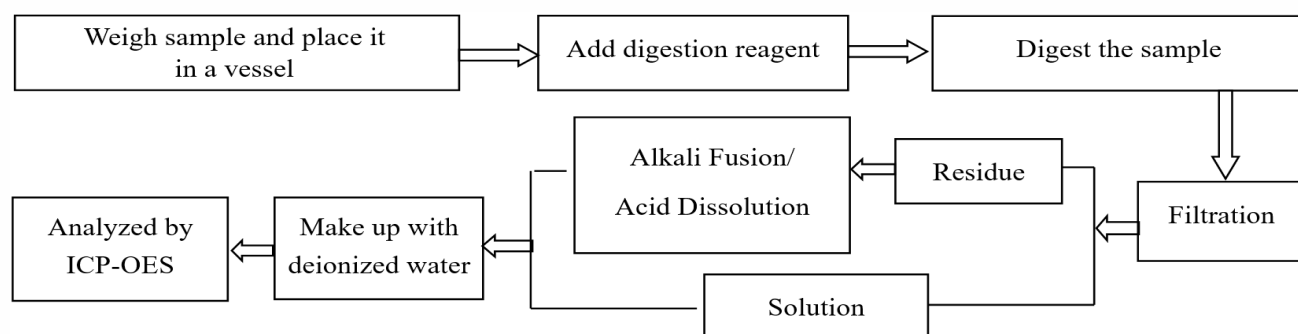 Weigh sample and place it
in a vessel
Add digestion reagent
Digest the sample
Filtration
Residue
Alkali Fusion/
Acid Dissolution
Solution
Make up with
deionized water
Analyzed by
ICP-OES